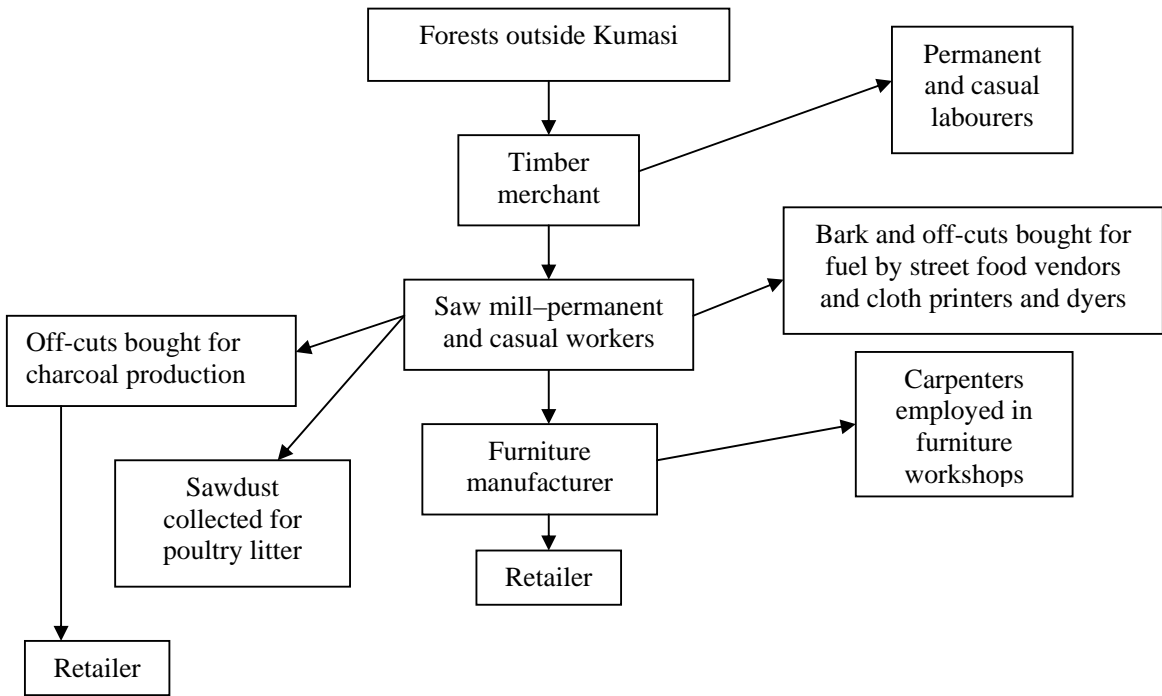 Forests outside Kumasi
Permanent
and casual
labourers
Timber
merchant
Bark and off-cuts bought for
fuel by street food vendors
and cloth printers and dyers
Saw mill–permanent
and casual workers
Off-cuts bought for
charcoal production
Carpenters
employed in
furniture
workshops
Furniture
manufacturer
Sawdust
collected for
poultry litter
Retailer
Retailer